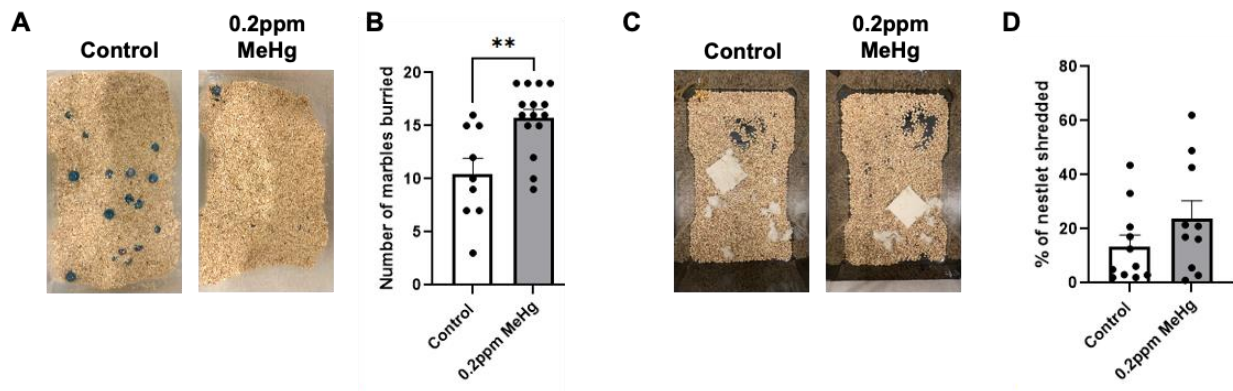 A
Control
0.2ppm
MeHg
B
**
Number of marbles burried
20
15
10
5
0
Control
0.2ppm MeHg
C
Control
0.2ppm
MeHg
D
% of nestlet shredded
80
60
40
20
0
Control
0.2ppm MeHg